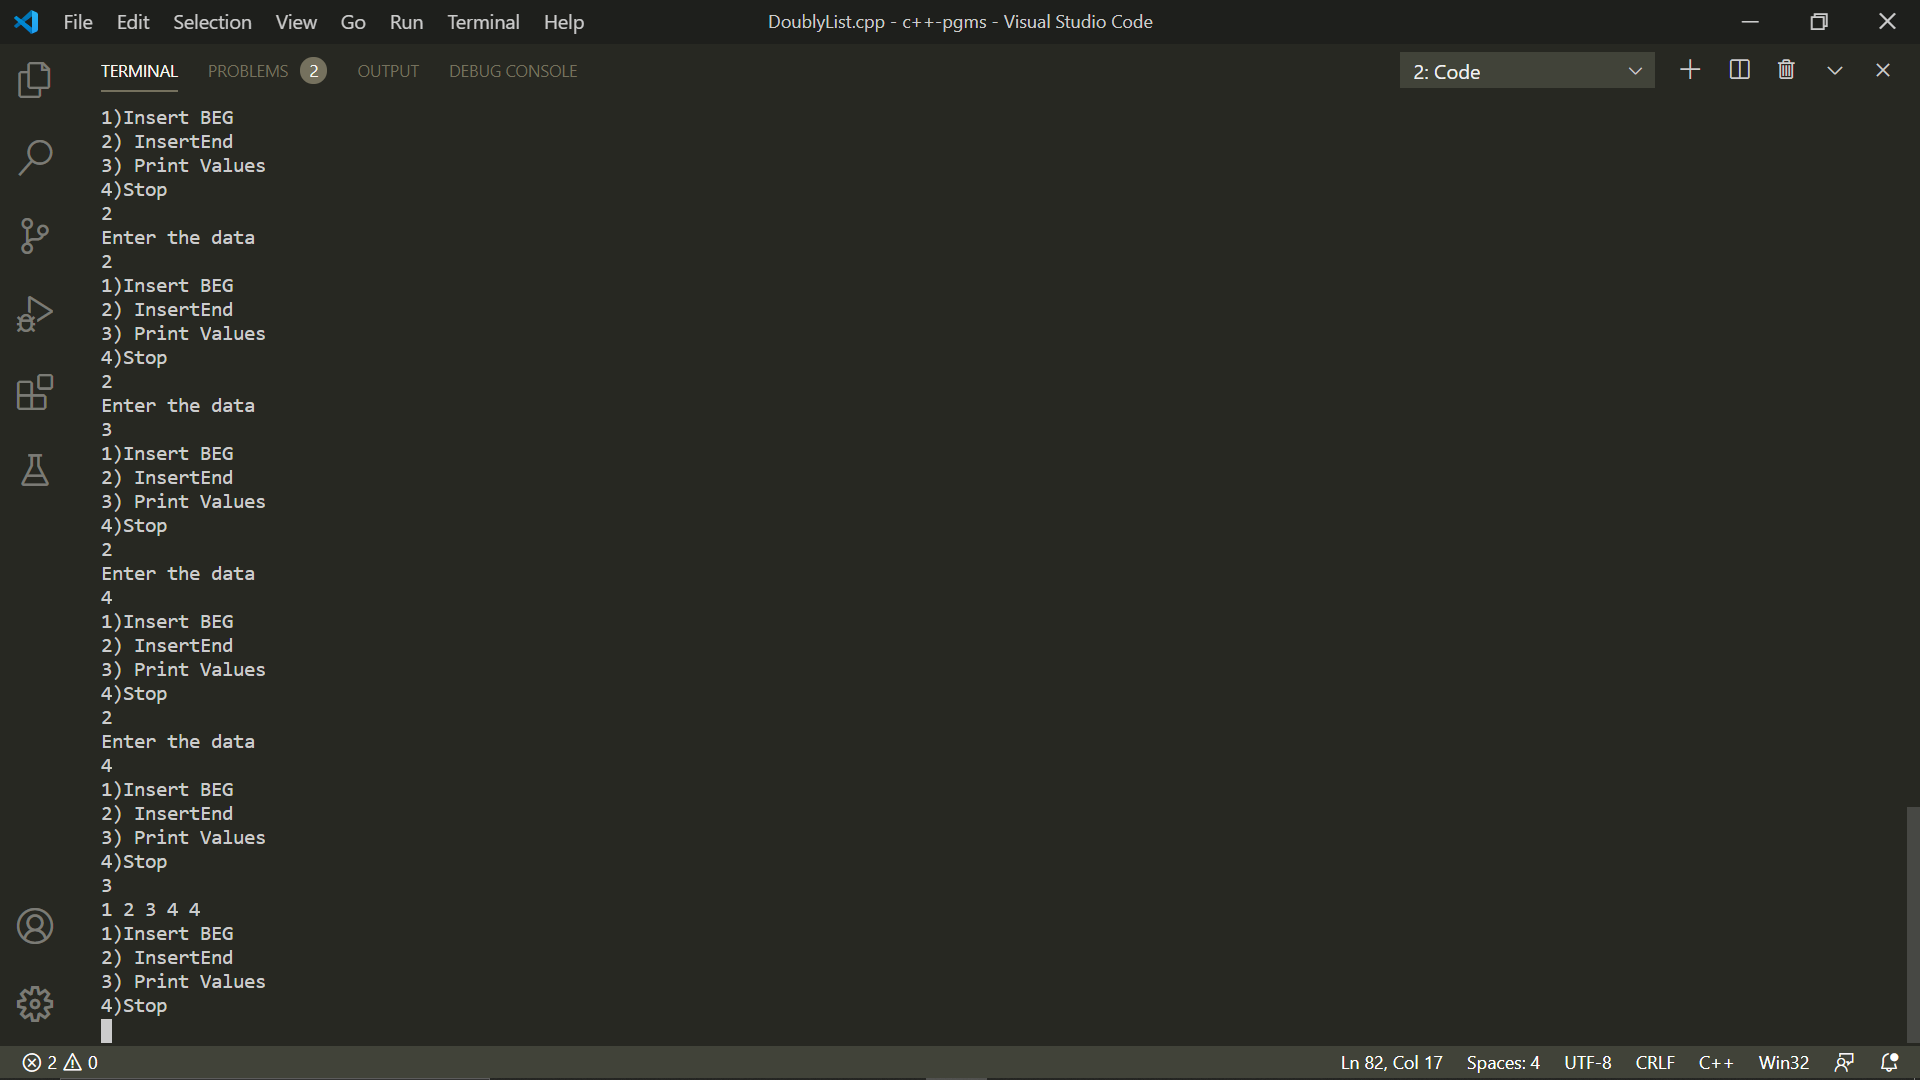 File Edit Selection View Go Run Terminal Help DoublyList.cpp - c++-pgms - Visual Studio Code
TERMINAL PROBLEMS 2 OUTPUT DEBUG CONSOLE 2: Code
1)Insert BEG
2) InsertEnd
3) Print Values
4)Stop
2
Enter the data
2
1)Insert BEG
2) InsertEnd
3) Print Values
4)Stop
2
Enter the data
3
1)Insert BEG
2) InsertEnd
3) Print Values
4)Stop
2
Enter the data
4
1)Insert BEG
2) InsertEnd
3) Print Values
4)Stop
2
Enter the data
4
1)Insert BEG
2) InsertEnd
3) Print Values
4)Stop
3
1 2 3 4 4
1)Insert BEG
2) InsertEnd
3) Print Values
4)Stop
2 0 Ln 82, Col 17 Spaces: 4 UTF-8 CRLF C++ Win32